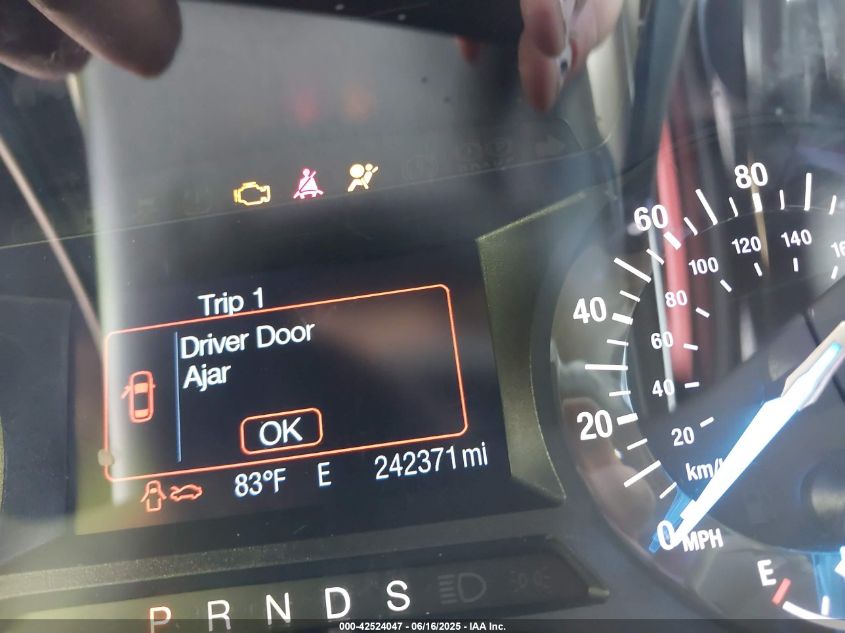 Trip 1
Driver Door
Ajar
OK
83°F E 242371 mi
P R N D S
0 20 40 60 80
MPH
20 40 60 80 100 120 140
km/
E
000-42524047 - 06/16/2025 - IAA Inc.